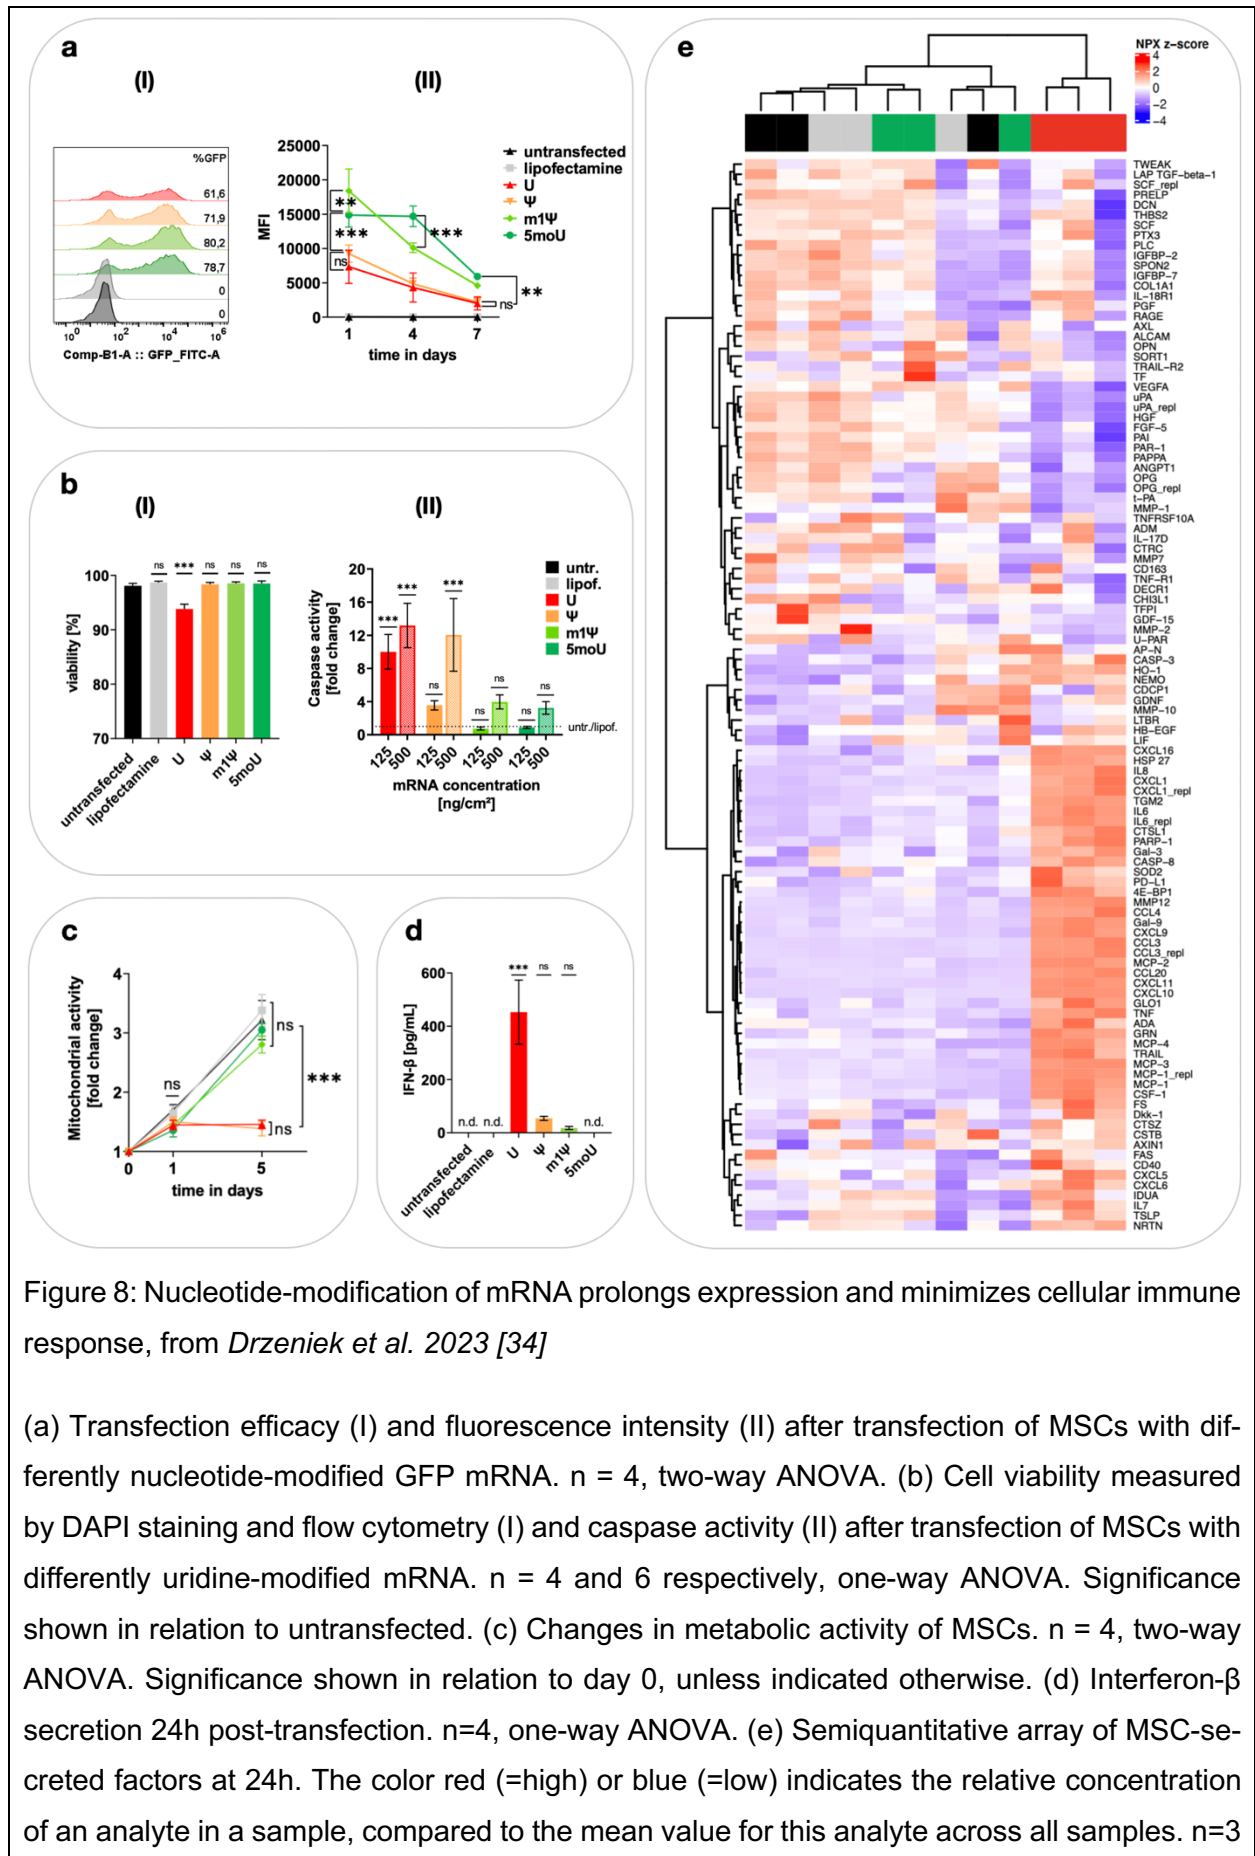 a
(I)
(II)
%GFP
61,6
71,9
80,2
78,7
0
0
10^0 10^2 10^4 10^6
Comp-B1-A :: GFP_FITC-A
MFI
25000
20000
15000
10000
5000
0
**
***
ns
***
**
ns
1 4 7
time in days
untransfected
lipofectamine
U
Ψ
m1Ψ
5moU
b
(I)
(II)
viability [%]
100
90
80
70
ns *** ns ns ns
untransfected
lipofectamine
U
Ψ
m1Ψ
5moU
Caspase activity
[fold change]
20
16
12
8
4
0
*** *** ns *** ns ns ns ns
untr.
lipof.
U
Ψ
m1Ψ
5moU
untr./lipof.
125 500 125 500 125 500 125 500
mRNA concentration
[ng/cm²]
c
Mitochondrial activity
[fold change]
4
3
2
1
ns
ns
***
ns
0 1 5
time in days
d
IFN-β [pg/mL]
600
400
200
0
n.d. n.d. *** ns ns n.d.
untransfected
lipofectamine
U
Ψ
m1Ψ
5moU
e
NPX z-score
4
2
0
−2
−4
TWEAK
LAP TGF-beta-1
SCF_repl
PRELP
DCN
THBS2
SCF
PTX3
PLC
IGFBP-2
SPON2
IGFBP-7
COL1A1
IL-18R1
PGF
RAGE
AXL
ALCAM
OPN
SORT1
TRAIL-R2
TF
VEGFA
uPA
uPA_repl
HGF
FGF-5
PAI
PAR-1
PAPPA
ANGPT1
OPG
OPG_repl
t-PA
MMP-1
TNFRSF10A
ADM
IL-17D
CTRC
MMP7
CD163
TNF-R1
DECR1
CHI3L1
TFPI
GDF-15
MMP-2
U-PAR
AP-N
CASP-3
HO-1
NEMO
CDCP1
GDNF
MMP-10
LTBR
HB-EGF
LIF
CXCL16
HSP 27
IL8
CXCL1
CXCL1_repl
TGM2
IL6
IL6_repl
CTSL1
PARP-1
Gal-3
CASP-8
SOD2
PD-L1
4E-BP1
MMP12
CCL4
Gal-9
CXCL9
CCL3
CCL3_repl
MCP-2
CCL20
CXCL11
CXCL10
GLO1
TNF
ADA
GRN
MCP-4
TRAIL
MCP-3
MCP-1_repl
MCP-1
CSF-1
FS
Dkk-1
CTSZ
CSTB
AXIN1
FAS
CD40
CXCL5
CXCL6
IDUA
IL7
TSLP
NRTN
Figure 8: Nucleotide-modification of mRNA prolongs expression and minimizes cellular immune
response, from Drzeniek et al. 2023 [34]
(a) Transfection efficacy (I) and fluorescence intensity (II) after transfection of MSCs with dif-
ferently nucleotide-modified GFP mRNA. n = 4, two-way ANOVA. (b) Cell viability measured
by DAPI staining and flow cytometry (I) and caspase activity (II) after transfection of MSCs with
differently uridine-modified mRNA. n = 4 and 6 respectively, one-way ANOVA. Significance
shown in relation to untransfected. (c) Changes in metabolic activity of MSCs. n = 4, two-way
ANOVA. Significance shown in relation to day 0, unless indicated otherwise. (d) Interferon-β
secretion 24h post-transfection. n=4, one-way ANOVA. (e) Semiquantitative array of MSC-se-
creted factors at 24h. The color red (=high) or blue (=low) indicates the relative concentration
of an analyte in a sample, compared to the mean value for this analyte across all samples. n=3